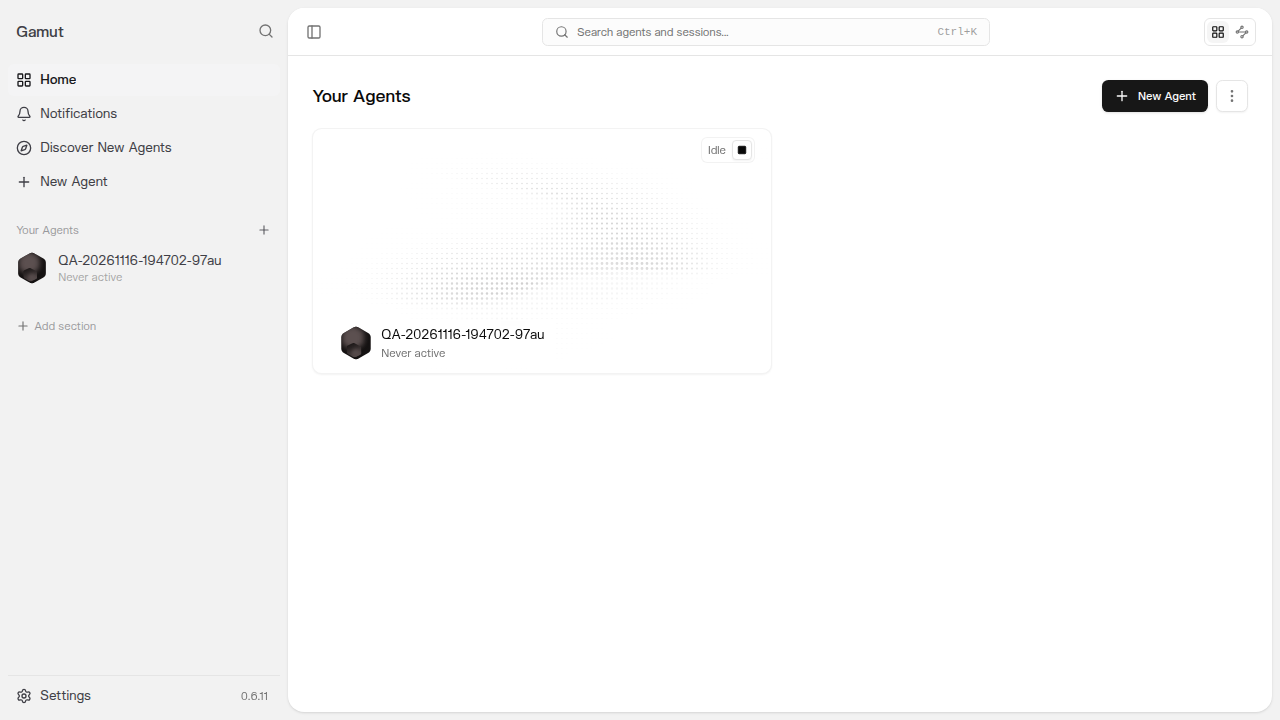 Gamut
Home
Notifications
Discover New Agents
New Agent
Your Agents
QA-20261116-194702-97au
Never active
Add section
Settings
0.6.11
Search agents and sessions…
Ctrl+K
Your Agents
New Agent
Idle
QA-20261116-194702-97au
Never active